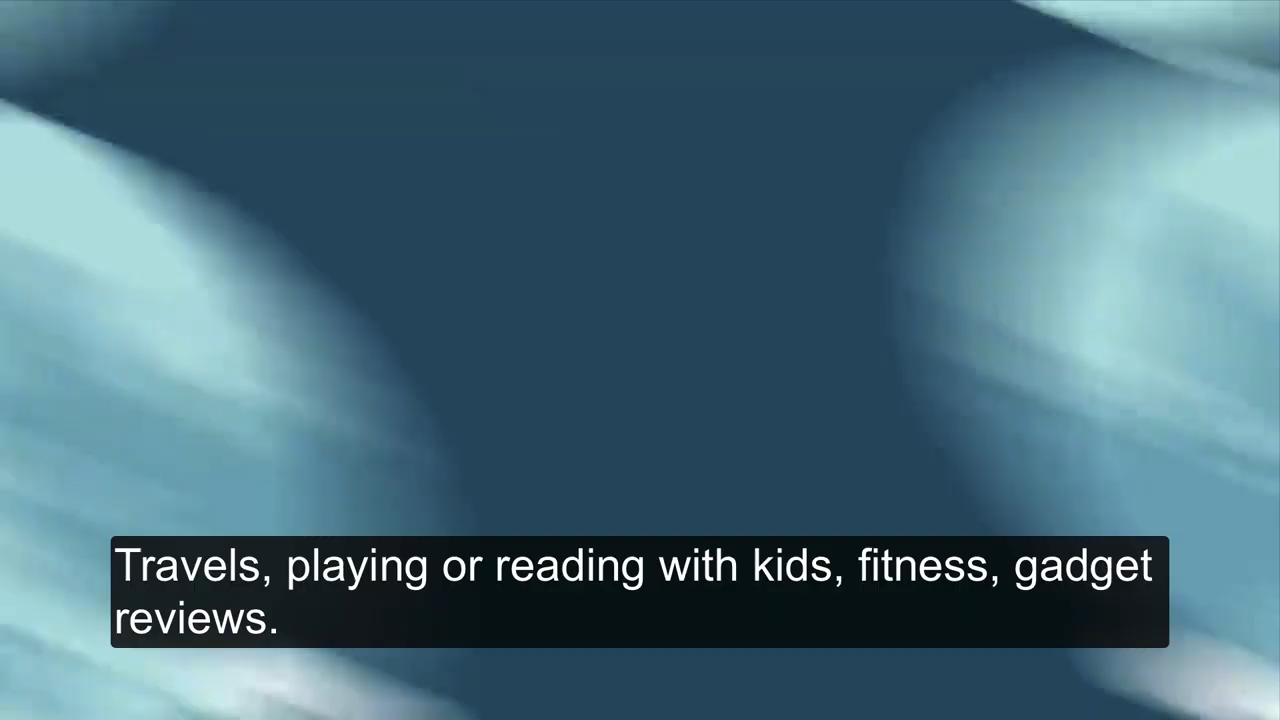 Travels, playing or reading with kids, fitness, gadget
reviews.